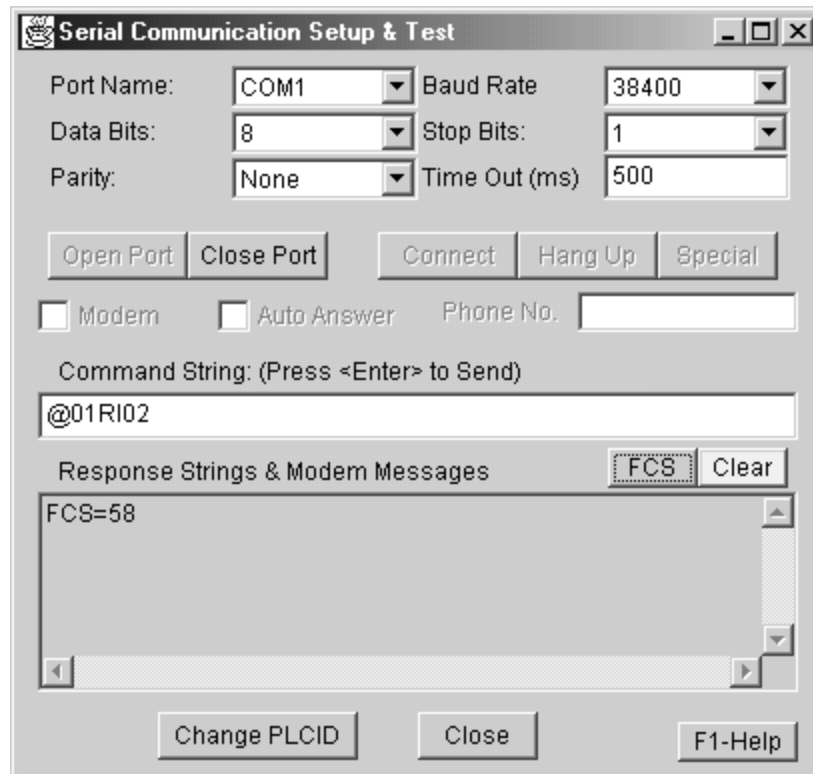 Serial Communication Setup & Test
Port Name: COM1 Baud Rate 38400
Data Bits: 8 Stop Bits: 1
Parity: None Time Out (ms) 500
Open Port Close Port Connect Hang Up Special
Modem Auto Answer Phone No.
Command String: (Press <Enter> to Send)
@01RI02
Response Strings & Modem Messages FCS Clear
FCS=58
Change PLCID Close F1-Help